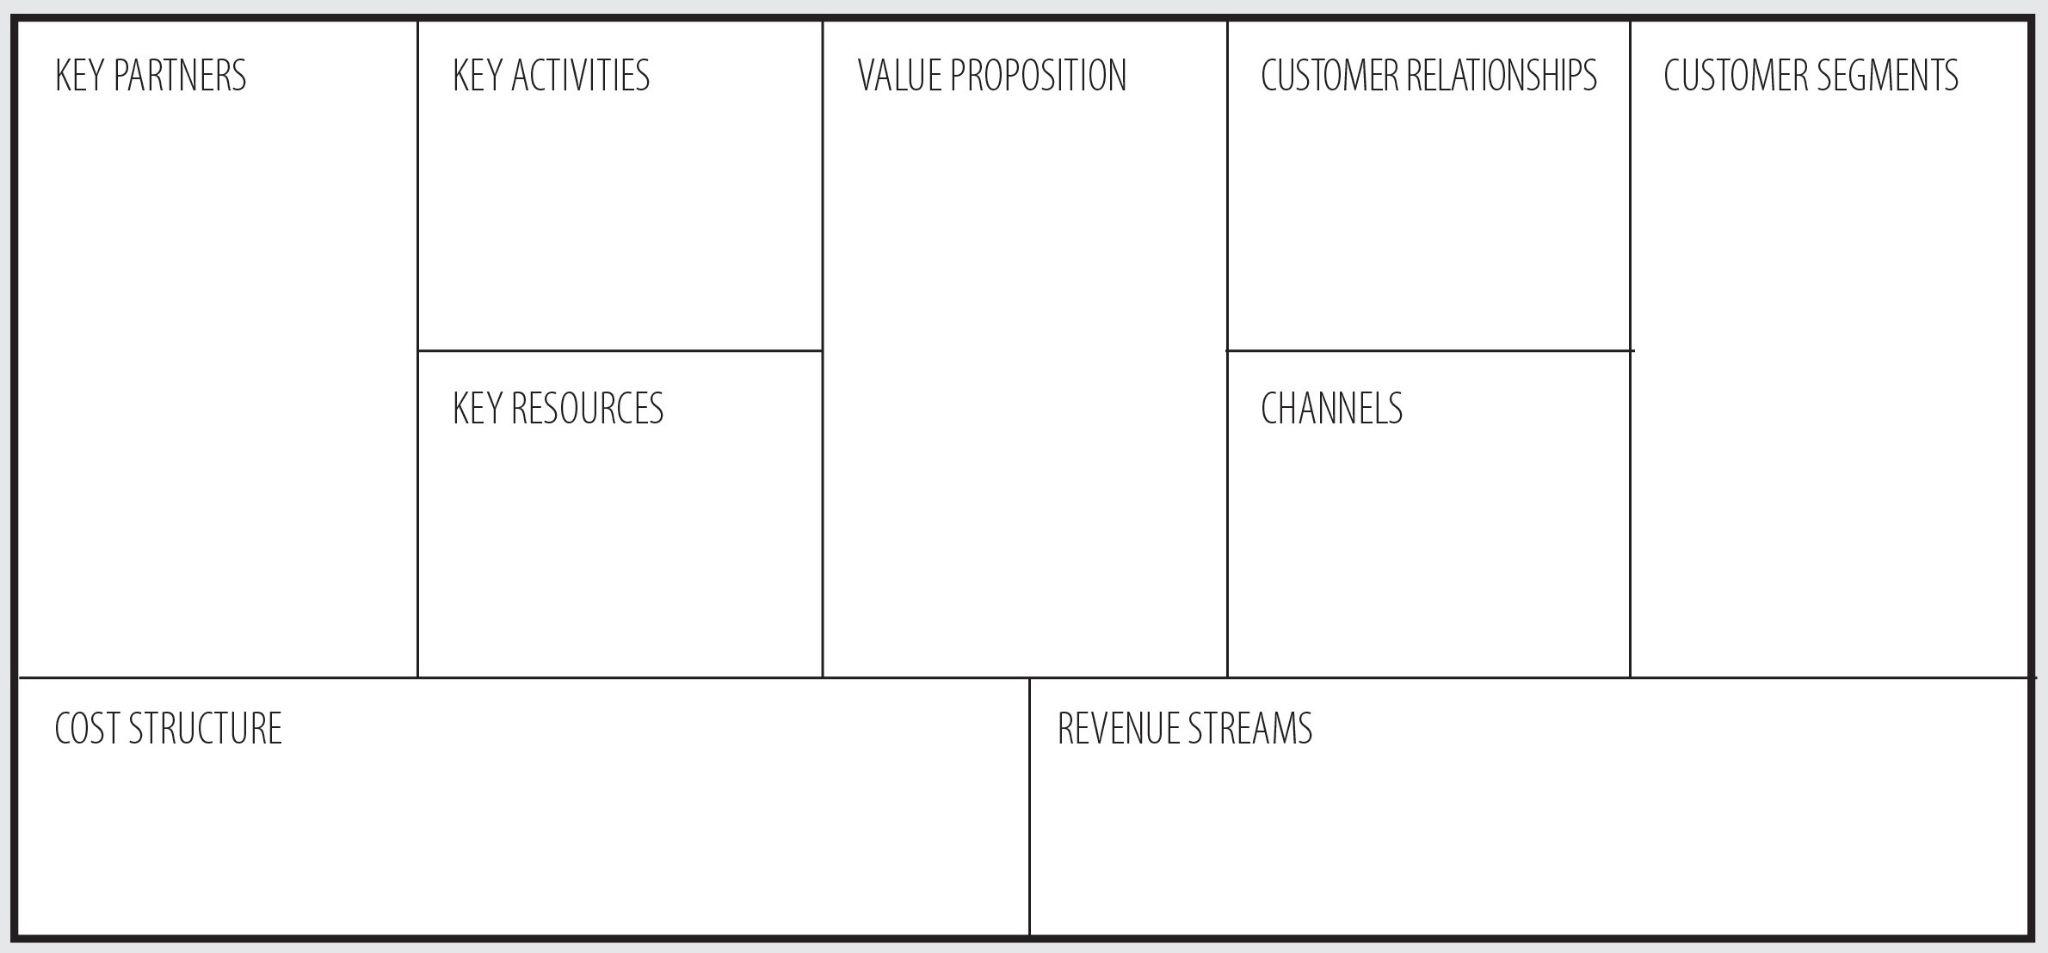 KEY PARTNERS
KEY ACTIVITIES
VALUE PROPOSITION
CUSTOMER RELATIONSHIPS
CUSTOMER SEGMENTS
KEY RESOURCES
CHANNELS
COST STRUCTURE
REVENUE STREAMS